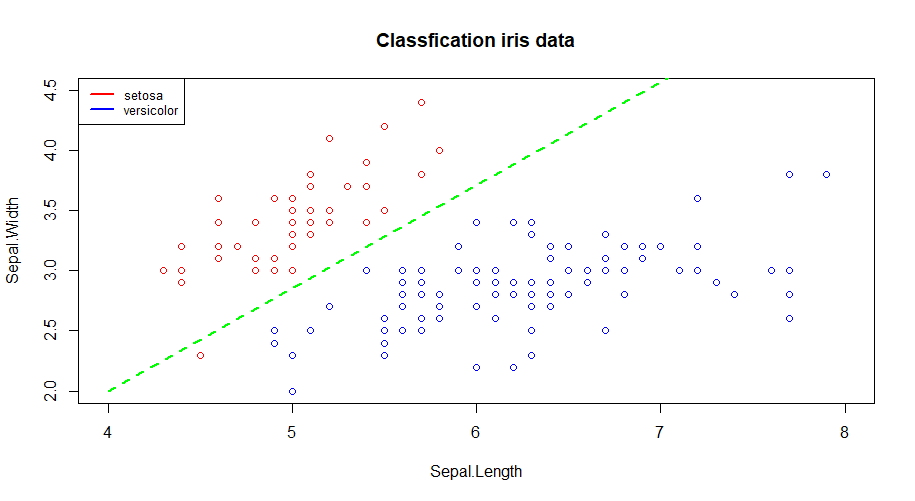 Classfication iris data
setosa
versicolor
Sepal.Width
4.5
4.0
3.5
3.0
2.5
2.0
4 5 6 7 8
Sepal.Length